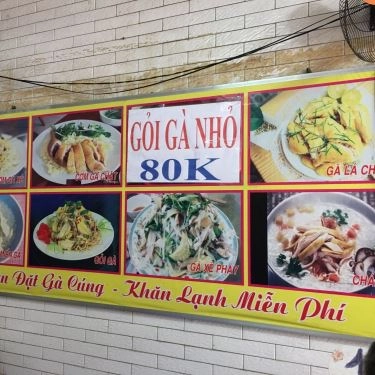 GỎI GÀ NHỎ
80K
CƠM GÀ CHẶT
GÀ LÁ CH
GỎI GÀ
GÀ XÉ PHAY
CHÁ
Đặt Gà Cúng - Khăn Lạnh Miễn Phí